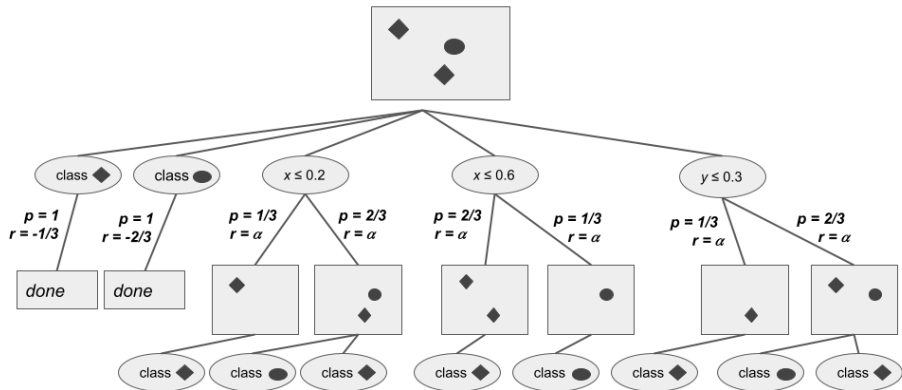 class
class
x ≤ 0.2
x ≤ 0.6
y ≤ 0.3
p = 1
r = -1/3
p = 1
r = -2/3
p = 1/3
r = α
p = 2/3
r = α
p = 2/3
r = α
p = 1/3
r = α
p = 1/3
r = α
p = 2/3
r = α
done
done
class
class
class
class
class
class
class
class